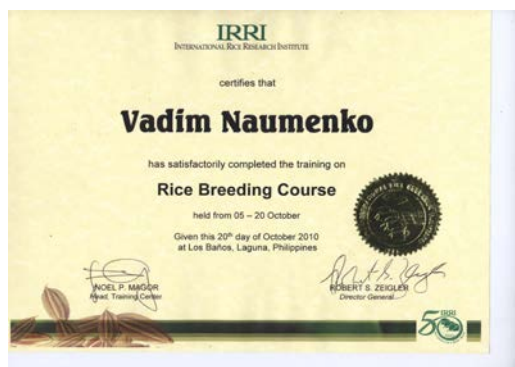 IRRI
INTERNATIONAL RICE RESEARCH INSTITUTE
certifies that
Vadim Naumenko
has satisfactorily completed the training on
Rice Breeding Course
held from 05 – 20 October
Given this 20th day of October 2010
at Los Baños, Laguna, Philippines
NOEL P. MAGOR
Head, Training Center
ROBERT S. ZEIGLER
Director General
IRRI
50